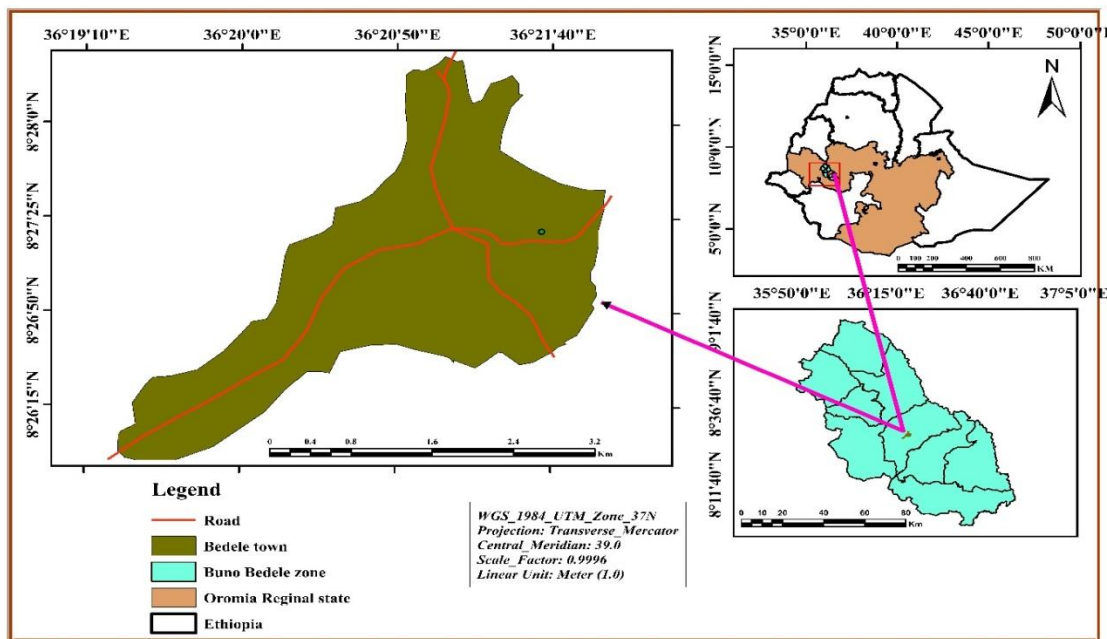 36°19'10"E 36°20'0"E 36°20'50"E 36°21'40"E
8°28'0"N
8°27'25"N
8°26'50"N
8°26'15"N
0 0.4 0.8 1.6 2.4 3.2
Km
35°0'0"E 40°0'0"E 45°0'0"E 50°0'0"E
15°0'0"N
10°0'0"N
5°0'0"N
N
0 100 200 400 600 800
KM
35°50'0"E 36°15'0"E 36°40'0"E 37°5'0"E
9°6'40"N
8°39'40"N
8°11'40"N
0 5 10 20 40 60 80
Km
Legend
Road
Bedele town
Buno Bedele zone
Oromia Reginal state
Ethiopia
WGS_1984_UTM_Zone_37N
Projection: Transverse_Mercator
Central_Meridian: 39.0
Scale_Factor: 0.9996
Linear Unit: Meter (1.0)